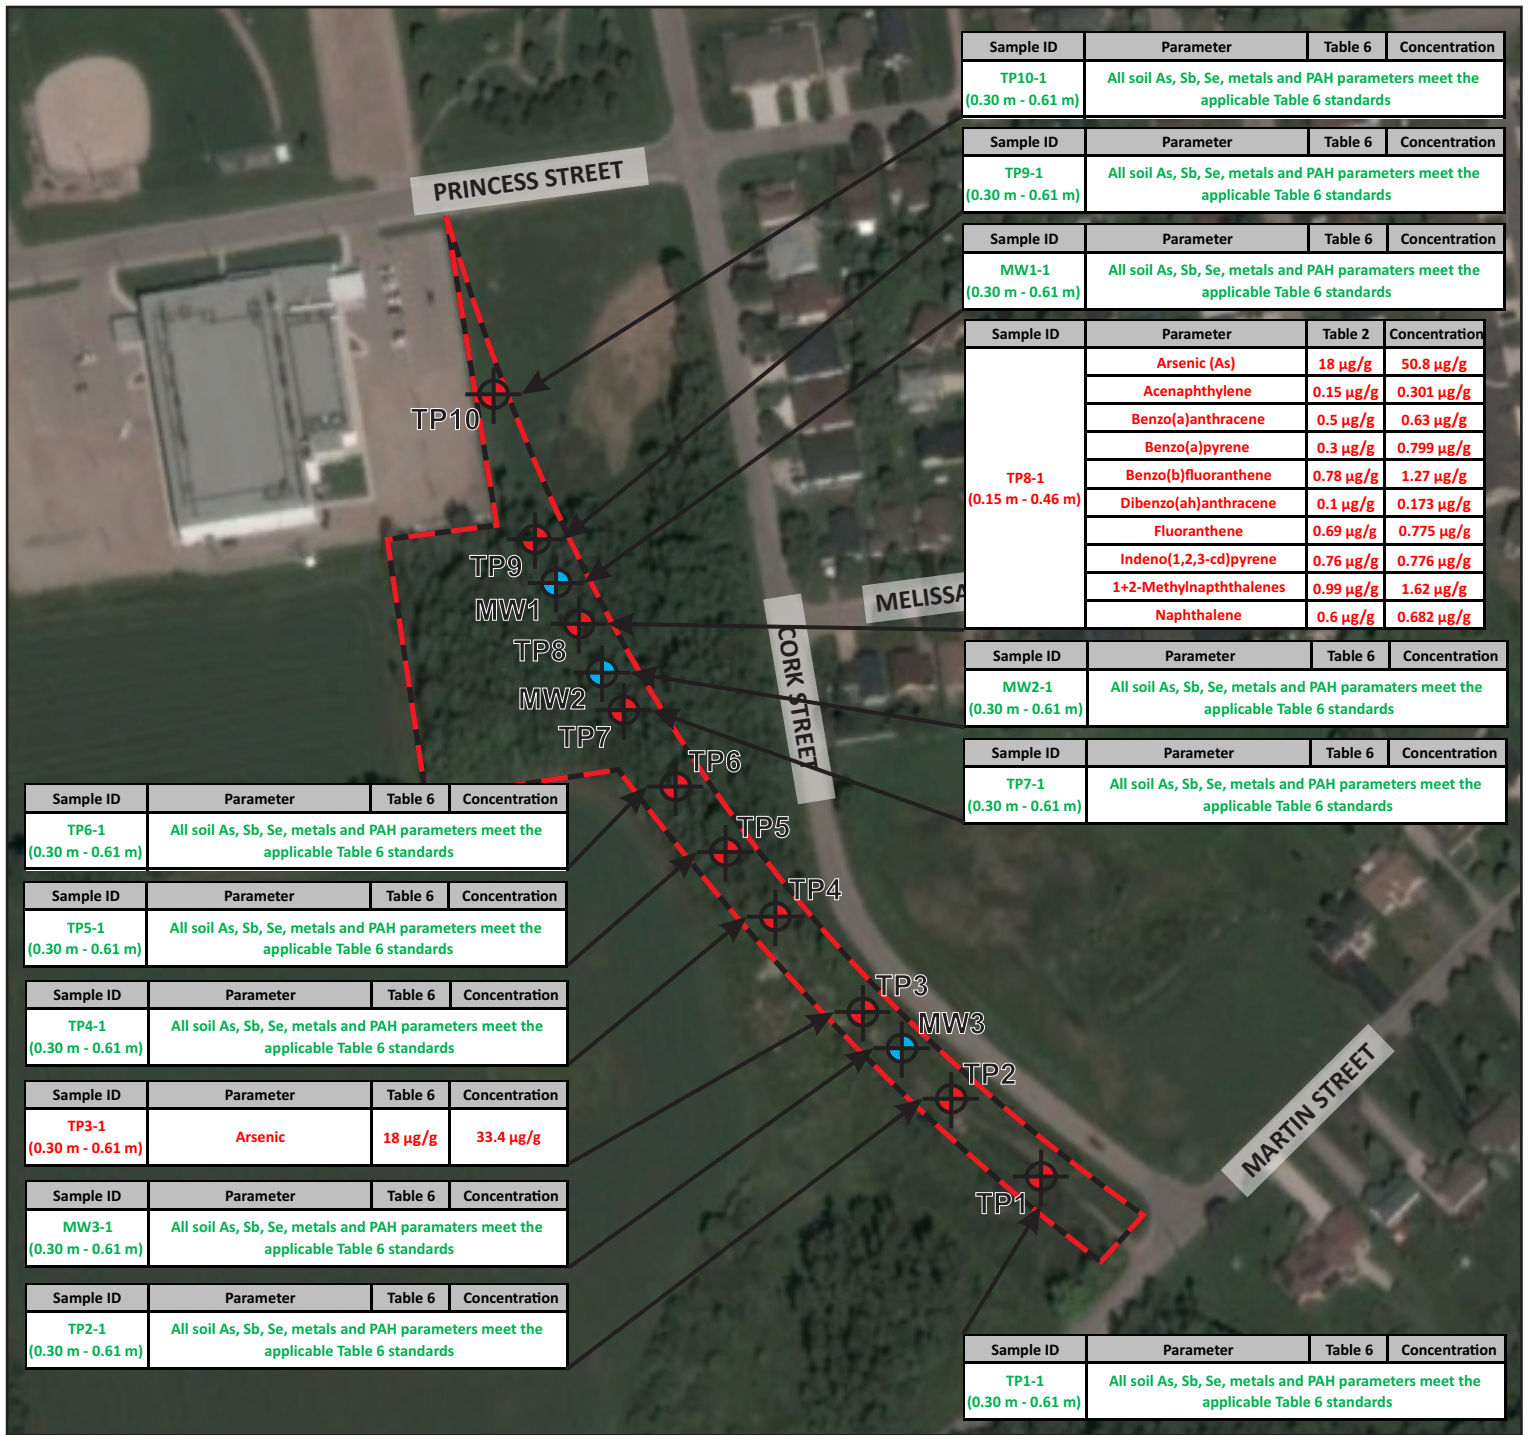 Sample ID Parameter Table 6 Concentration
TP10-1
(0.30 m - 0.61 m)
All soil As, Sb, Se, metals and PAH parameters meet the
applicable Table 6 standards
Sample ID Parameter Table 6 Concentration
TP9-1
(0.30 m - 0.61 m)
All soil As, Sb, Se, metals and PAH parameters meet the
applicable Table 6 standards
Sample ID Parameter Table 6 Concentration
MW1-1
(0.30 m - 0.61 m)
All soil As, Sb, Se, metals and PAH paramaters meet the
applicable Table 6 standards
Sample ID Parameter Table 2 Concentration
TP8-1
(0.15 m - 0.46 m)
Arsenic (As) 18 µg/g 50.8 µg/g
Acenaphthylene 0.15 µg/g 0.301 µg/g
Benzo(a)anthracene 0.5 µg/g 0.63 µg/g
Benzo(a)pyrene 0.3 µg/g 0.799 µg/g
Benzo(b)fluoranthene 0.78 µg/g 1.27 µg/g
Dibenzo(ah)anthracene 0.1 µg/g 0.173 µg/g
Fluoranthene 0.69 µg/g 0.775 µg/g
Indeno(1,2,3-cd)pyrene 0.76 µg/g 0.776 µg/g
1+2-Methylnapththalenes 0.99 µg/g 1.62 µg/g
Naphthalene 0.6 µg/g 0.682 µg/g
Sample ID Parameter Table 6 Concentration
MW2-1
(0.30 m - 0.61 m)
All soil As, Sb, Se, metals and PAH paramaters meet the
applicable Table 6 standards
Sample ID Parameter Table 6 Concentration
TP7-1
(0.30 m - 0.61 m)
All soil As, Sb, Se, metals and PAH parameters meet the
applicable Table 6 standards
PRINCESS STREET
MELISSA
CORK STREET
MARTIN STREET
TP10
TP9
MW1
TP8
MW2
TP7
TP6
TP5
TP4
TP3
MW3
TP2
TP1
Sample ID Parameter Table 6 Concentration
TP6-1
(0.30 m - 0.61 m)
All soil As, Sb, Se, metals and PAH parameters meet the
applicable Table 6 standards
Sample ID Parameter Table 6 Concentration
TP5-1
(0.30 m - 0.61 m)
All soil As, Sb, Se, metals and PAH parameters meet the
applicable Table 6 standards
Sample ID Parameter Table 6 Concentration
TP4-1
(0.30 m - 0.61 m)
All soil As, Sb, Se, metals and PAH parameters meet the
applicable Table 6 standards
Sample ID Parameter Table 6 Concentration
TP3-1
(0.30 m - 0.61 m)
Arsenic 18 µg/g 33.4 µg/g
Sample ID Parameter Table 6 Concentration
MW3-1
(0.30 m - 0.61 m)
All soil As, Sb, Se, metals and PAH paramaters meet the
applicable Table 6 standards
Sample ID Parameter Table 6 Concentration
TP2-1
(0.30 m - 0.61 m)
All soil As, Sb, Se, metals and PAH parameters meet the
applicable Table 6 standards
Sample ID Parameter Table 6 Concentration
TP1-1
(0.30 m - 0.61 m)
All soil As, Sb, Se, metals and PAH parameters meet the
applicable Table 6 standards